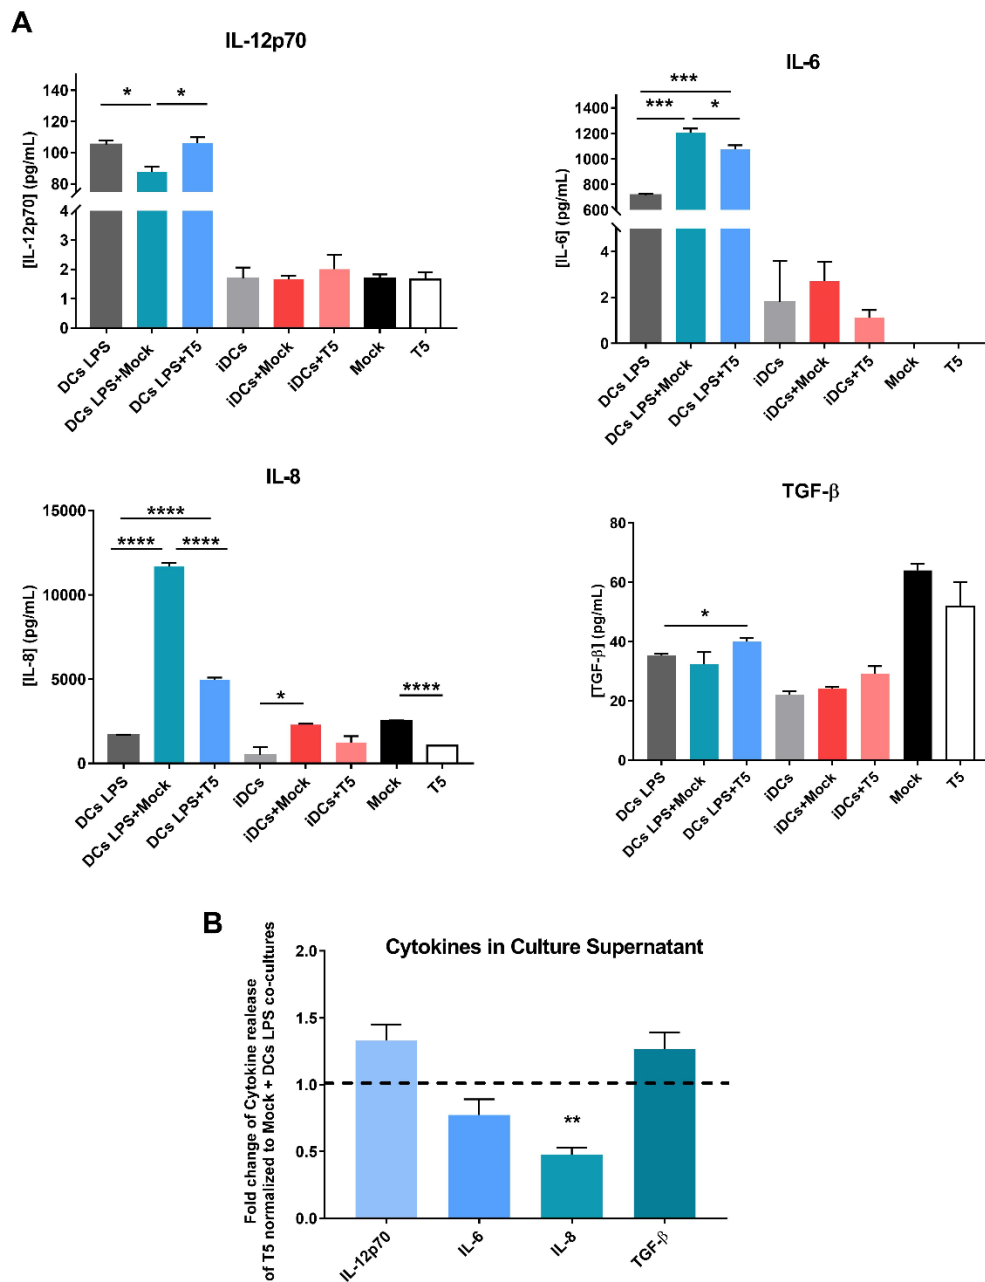 A
IL-12p70
* *
[IL-12p70] (pg/mL)
140
120
100
80
4
3
2
1
0
DCs LPS
DCs LPS+Mock
DCs LPS+T5
iDCs
iDCs+Mock
iDCs+T5
Mock
T5
IL-6
***
*** *
[IL-6] (pg/mL)
1400
1200
1000
800
600
4
2
0
DCs LPS
DCs LPS+Mock
DCs LPS+T5
iDCs
iDCs+Mock
iDCs+T5
Mock
T5
IL-8
****
**** ****
*
****
[IL-8] (pg/mL)
15000
10000
5000
0
DCs LPS
DCs LPS+Mock
DCs LPS+T5
iDCs
iDCs+Mock
iDCs+T5
Mock
T5
TGF-β
*
[TGF-β] (pg/mL)
80
60
40
20
0
DCs LPS
DCs LPS+Mock
DCs LPS+T5
iDCs
iDCs+Mock
iDCs+T5
Mock
T5
B
Cytokines in Culture Supernatant
Fold change of Cytokine realease
of T5 normalized to Mock + DCs LPS co-cultures
2.0
1.5
1.0
0.5
0.0
**
IL-12p70
IL-6
IL-8
TGF-β